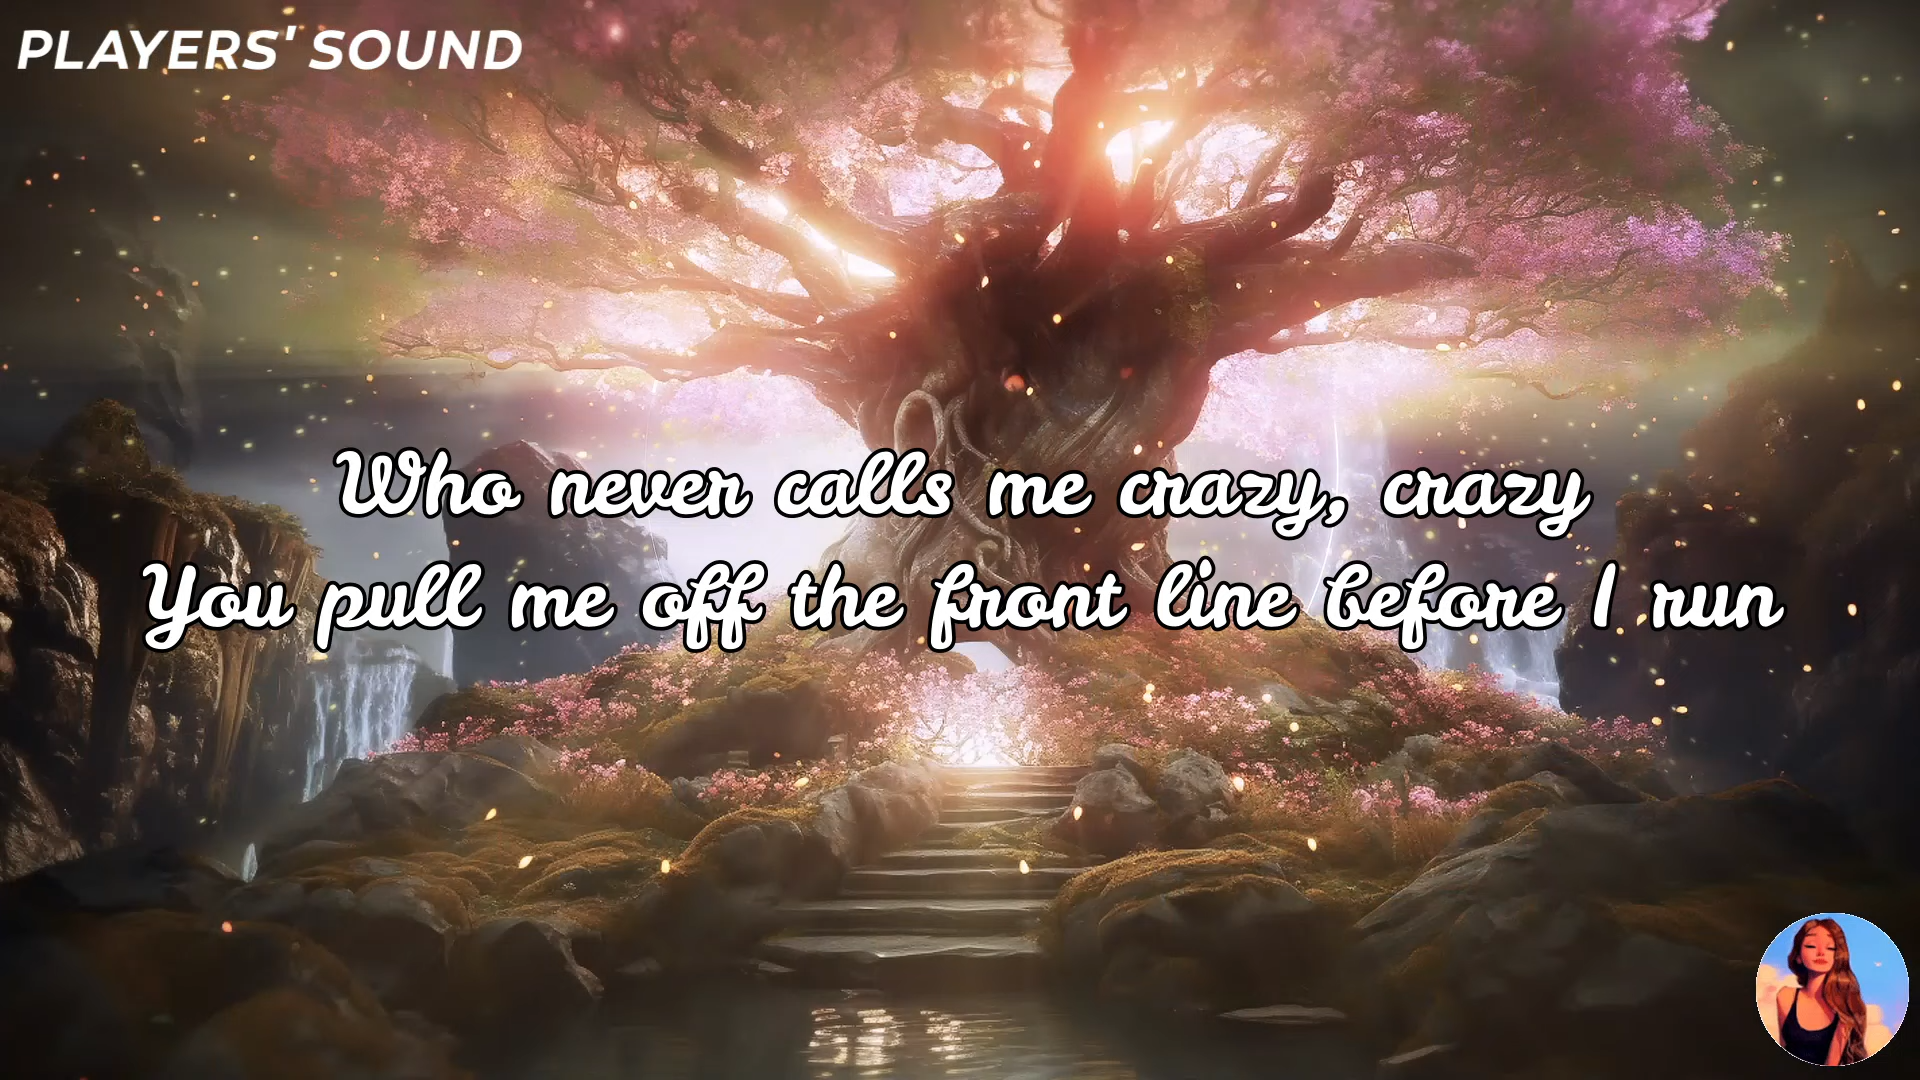 PLAYERS' SOUND
Who never calls me crazy, crazy
You pull me off the front line before I run